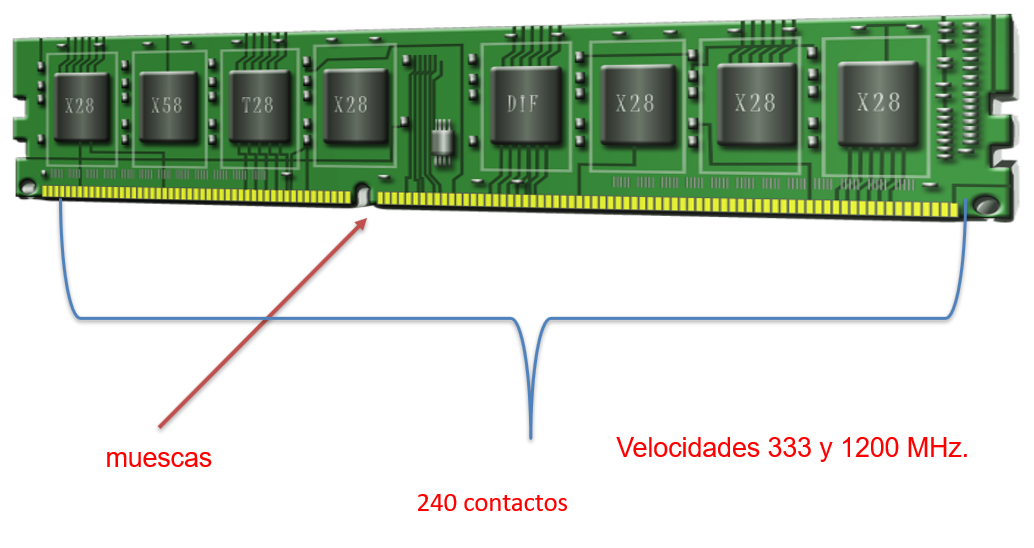 X28
X58
T28
X28
DIF
X28
X28
X28
muescas
Velocidades 333 y 1200 MHz.
240 contactos